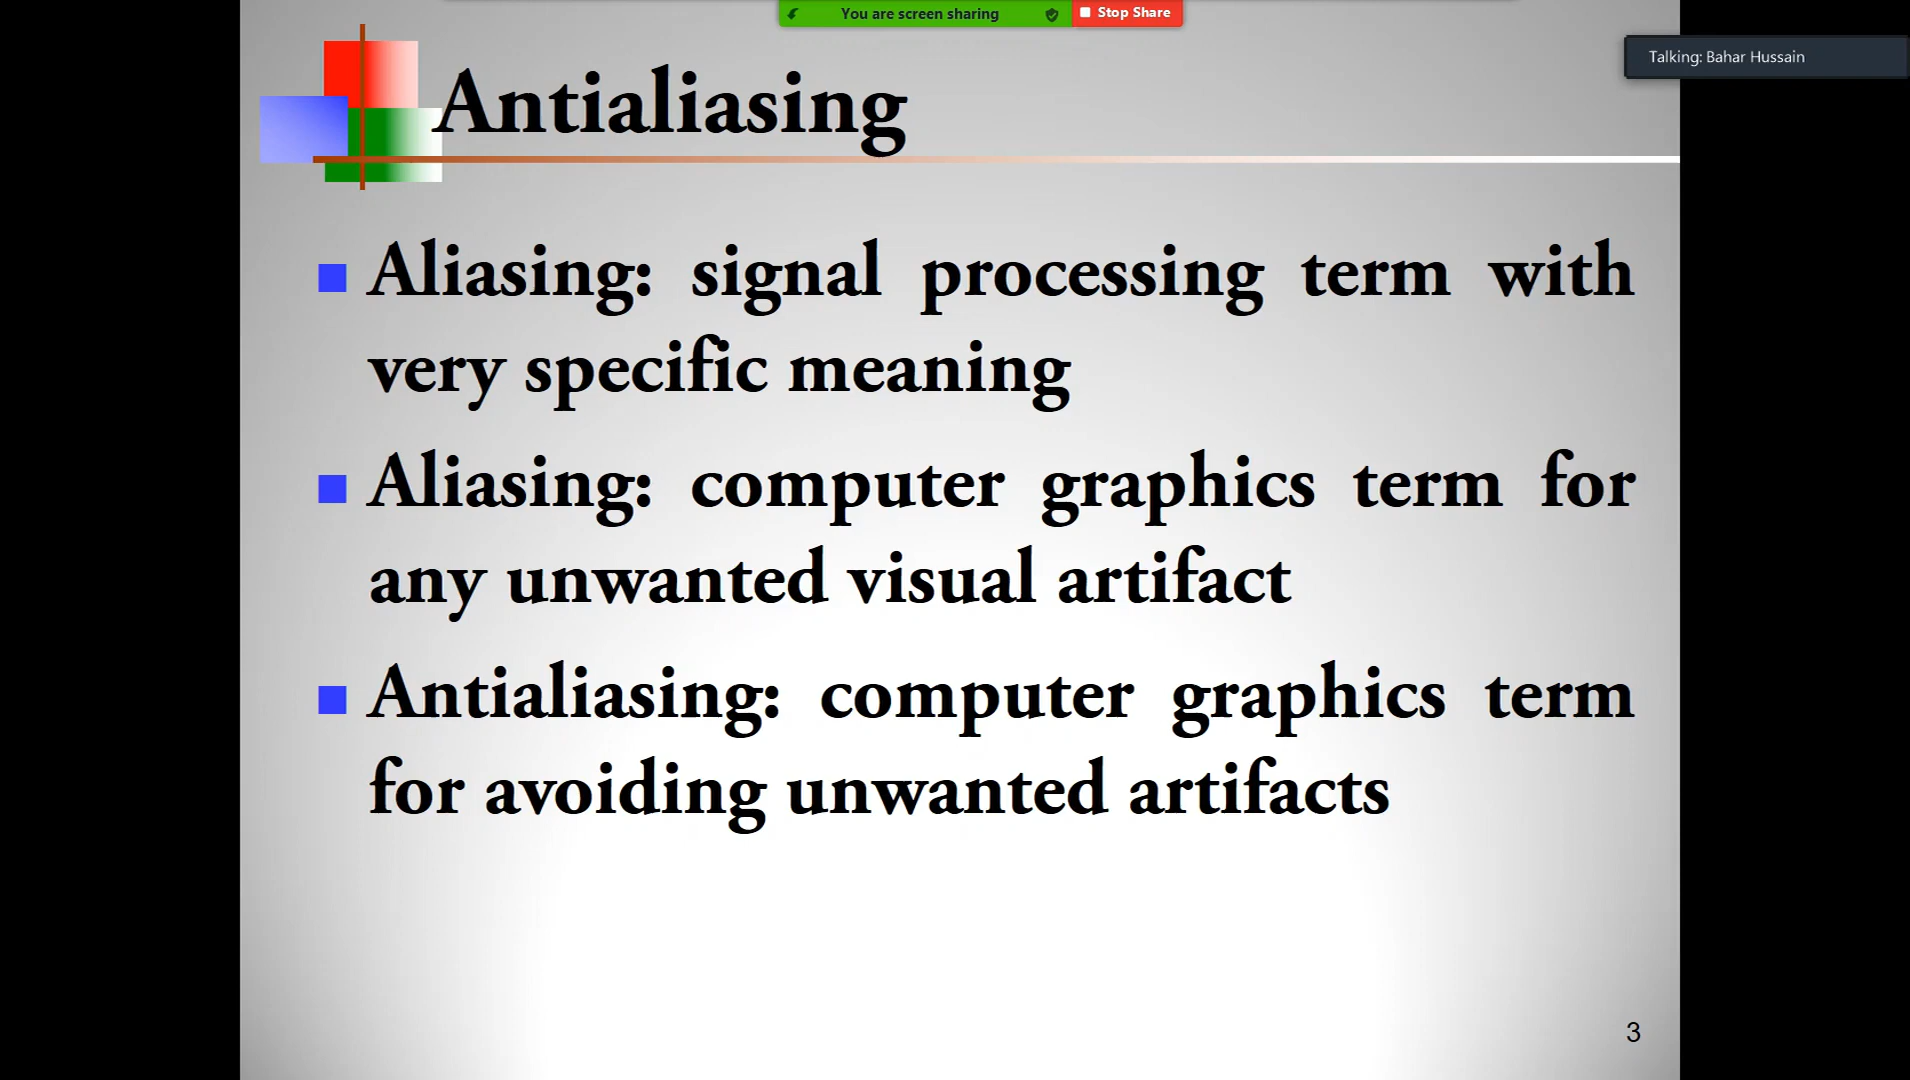 You are screen sharing
Stop Share
Talking: Bahar Hussain
Antialiasing
Aliasing: signal processing term with
very specific meaning
Aliasing: computer graphics term for
any unwanted visual artifact
Antialiasing: computer graphics term
for avoiding unwanted artifacts
3